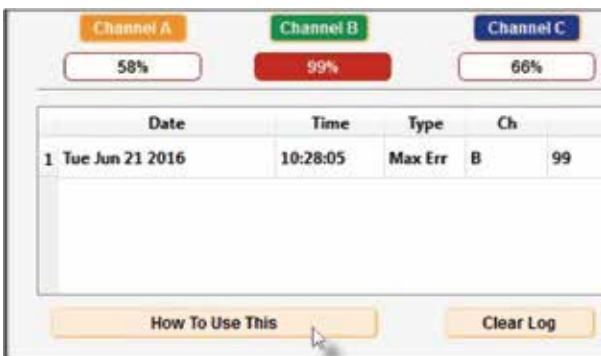 Channel A Channel B Channel C
58% 99% 66%
Date Time Type Ch
1 Tue Jun 21 2016 10:28:05 Max Err B 99
How To Use This Clear Log